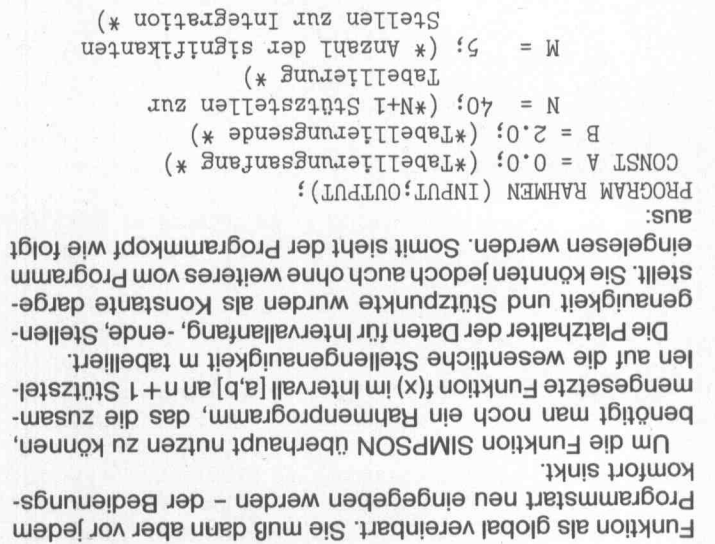 Funktion als global vereinbart. Sie muß dann aber vor jedem
Programmstart neu eingegeben werden – der Bedienungs-
komfort sinkt.
Um die Funktion SIMPSON überhaupt nutzen zu können,
benötigt man noch ein Rahmenprogramm, das die zusam-
mengesetzte Funktion f(x) im Intervall [a,b] an n+1 Stützstel-
len auf die wesentliche Stellengenauigkeit m tabelliert.
Die Platzhalter der Daten für Intervallanfang, -ende, Stellen-
genauigkeit und Stützpunkte wurden als Konstante darge-
stellt. Sie könnten jedoch auch ohne weiteres vom Programm
eingelesen werden. Somit sieht der Programmkopf wie folgt
aus:
PROGRAM RAHMEN (INPUT;OUTPUT);
CONST A = 0.0; (*Tabellierungsanfang *)
B = 2.0; (*Tabellierungsende *)
N = 40; (*N+1 Stützstellen zur
Tabellierung *)
M = 5; (* Anzahl der signifikanten
Stellen zur Integration *)